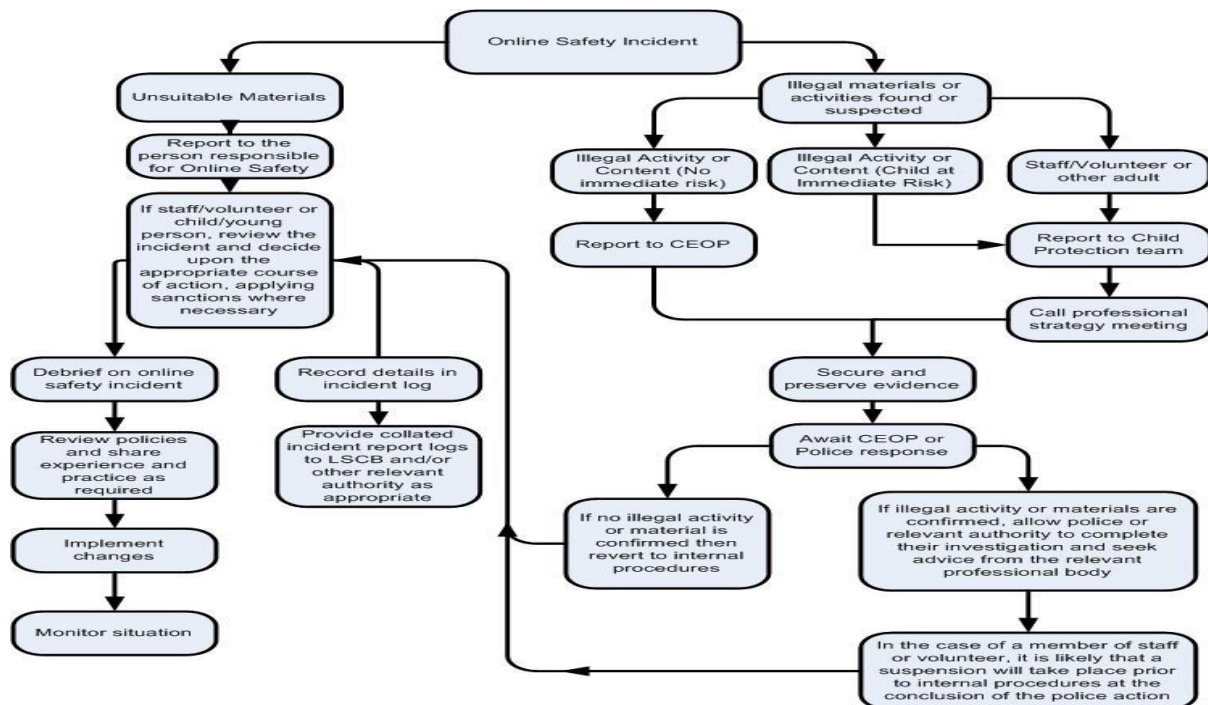 Online Safety Incident
Unsuitable Materials
Report to the
person responsible
for Online Safety
If staff/volunteer or
child/young
person, review the
incident and decide
upon the
appropriate course
of action, applying
sanctions where
necessary
Debrief on online
safety incident
Review policies
and share
experience and
practice as
required
Implement
changes
Monitor situation
Record details in
incident log
Provide collated
incident report logs
to LSCB and/or
other relevant
authority as
appropriate
Illegal materials or
activities found or
suspected
Illegal Activity or
Content (No
immediate risk)
Illegal Activity or
Content (Child at
Immediate Risk)
Staff/Volunteer or
other adult
Report to CEOP
Report to Child
Protection team
Call professional
strategy meeting
Secure and
preserve evidence
Await CEOP or
Police response
If no illegal activity
or material is
confirmed then
revert to internal
procedures
If illegal activity or materials are
confirmed, allow police or
relevant authority to complete
their investigation and seek
advice from the relevant
professional body
In the case of a member of staff
or volunteer, it is likely that a
suspension will take place prior
to internal procedures at the
conclusion of the police action